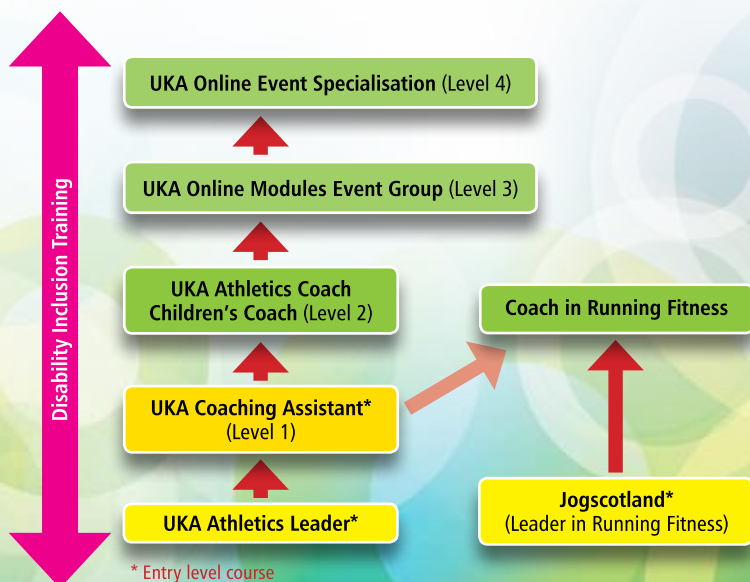 UKA Online Event Specialisation (Level 4)
UKA Online Modules Event Group (Level 3)
Disability Inclusion Training
UKA Athletics Coach
Children's Coach (Level 2)
Coach in Running Fitness
UKA Coaching Assistant*
(Level 1)
Jogscotland*
(Leader in Running Fitness)
UKA Athletics Leader*
* Entry level course